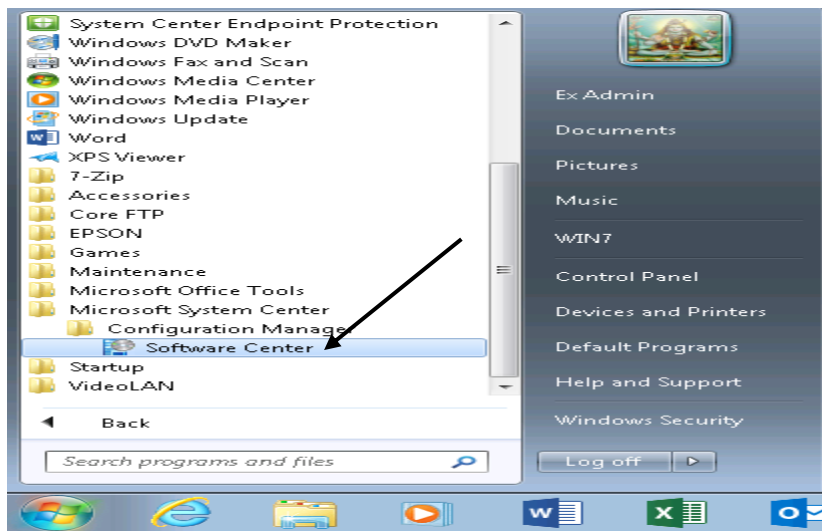 System Center Endpoint Protection
Windows DVD Maker
Windows Fax and Scan
Windows Media Center
Windows Media Player
Windows Update
Word
XPS Viewer
7-Zip
Accessories
Core FTP
EPSON
Games
Maintenance
Microsoft Office Tools
Microsoft System Center
Configuration Manager
Software Center
Startup
VideoLAN
Back
Search programs and files
Ex Admin
Documents
Pictures
Music
WIN7
Control Panel
Devices and Printers
Default Programs
Help and Support
Windows Security
Log off